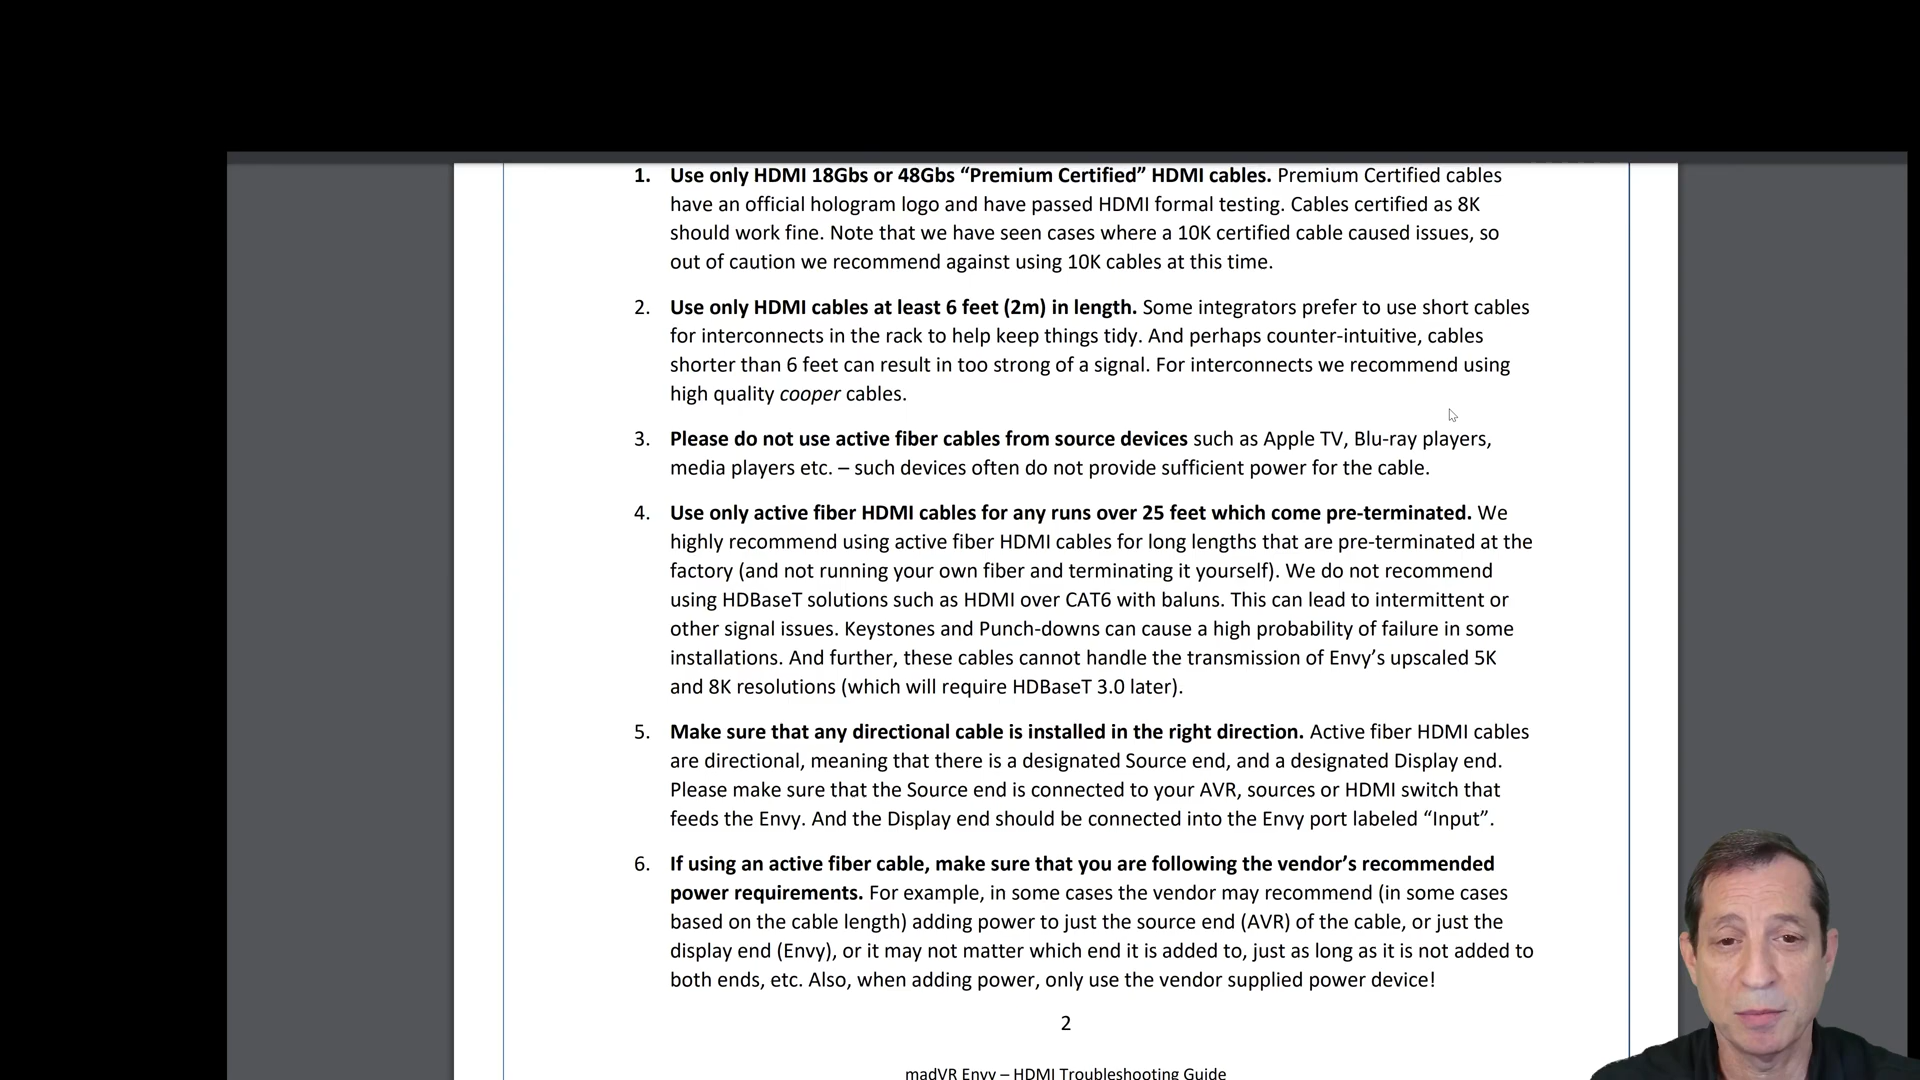 1. Use only HDMI 18Gbs or 48Gbs “Premium Certified” HDMI cables. Premium Certified cables
have an official hologram logo and have passed HDMI formal testing. Cables certified as 8K
should work fine. Note that we have seen cases where a 10K certified cable caused issues, so
out of caution we recommend against using 10K cables at this time.
2. Use only HDMI cables at least 6 feet (2m) in length. Some integrators prefer to use short cables
for interconnects in the rack to help keep things tidy. And perhaps counter-intuitive, cables
shorter than 6 feet can result in too strong of a signal. For interconnects we recommend using
high quality cooper cables.
3. Please do not use active fiber cables from source devices such as Apple TV, Blu-ray players,
media players etc. – such devices often do not provide sufficient power for the cable.
4. Use only active fiber HDMI cables for any runs over 25 feet which come pre-terminated. We
highly recommend using active fiber HDMI cables for long lengths that are pre-terminated at the
factory (and not running your own fiber and terminating it yourself). We do not recommend
using HDBaseT solutions such as HDMI over CAT6 with baluns. This can lead to intermittent or
other signal issues. Keystones and Punch-downs can cause a high probability of failure in some
installations. And further, these cables cannot handle the transmission of Envy’s upscaled 5K
and 8K resolutions (which will require HDBaseT 3.0 later).
5. Make sure that any directional cable is installed in the right direction. Active fiber HDMI cables
are directional, meaning that there is a designated Source end, and a designated Display end.
Please make sure that the Source end is connected to your AVR, sources or HDMI switch that
feeds the Envy. And the Display end should be connected into the Envy port labeled “Input”.
6. If using an active fiber cable, make sure that you are following the vendor’s recommended
power requirements. For example, in some cases the vendor may recommend (in some cases
based on the cable length) adding power to just the source end (AVR) of the cable, or just the
display end (Envy), or it may not matter which end it is added to, just as long as it is not added to
both ends, etc. Also, when adding power, only use the vendor supplied power device!
2
madVR Envy – HDMI Troubleshooting Guide